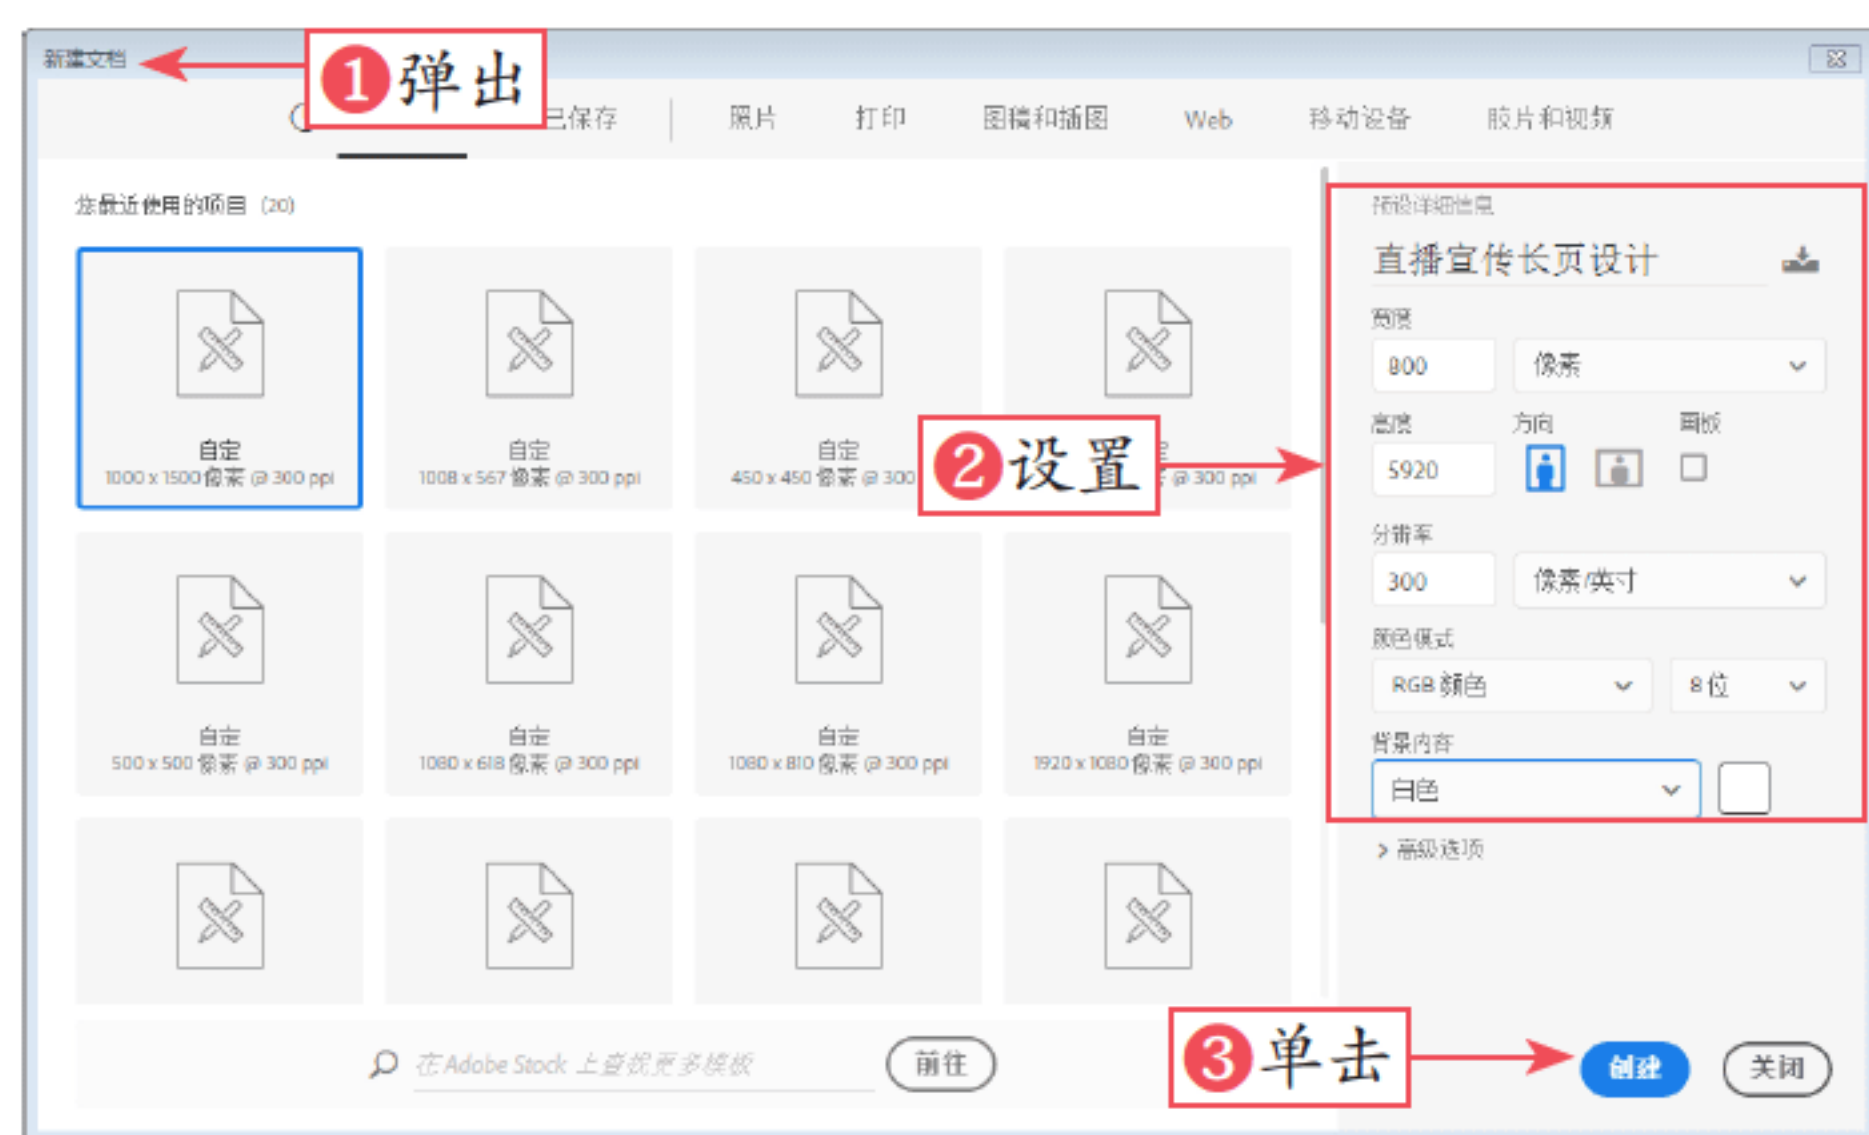 新建文档
1 弹出
已保存
照片
打印
图稿和插图
Web
移动设备
胶片和视频
您最近使用的项目 (20)
自定
1000 x 1500 像素 @ 300 ppi
自定
1008 x 567 像素 @ 300 ppi
自定
450 x 450 像素 @ 300
@ 300 ppi
2 设置
自定
500 x 500 像素 @ 300 ppi
自定
1080 x 618 像素 @ 300 ppi
自定
1080 x 810 像素 @ 300 ppi
自定
1920 x 1080 像素 @ 300 ppi
预设详细信息
直播宣传长页设计
宽度
800 像素
高度 方向 画板
5920
分辨率
300 像素/英寸
颜色模式
RGB 颜色 8 位
背景内容
白色
高级选项
在 Adobe Stock 上查找更多模板
前往
3 单击
创建
关闭